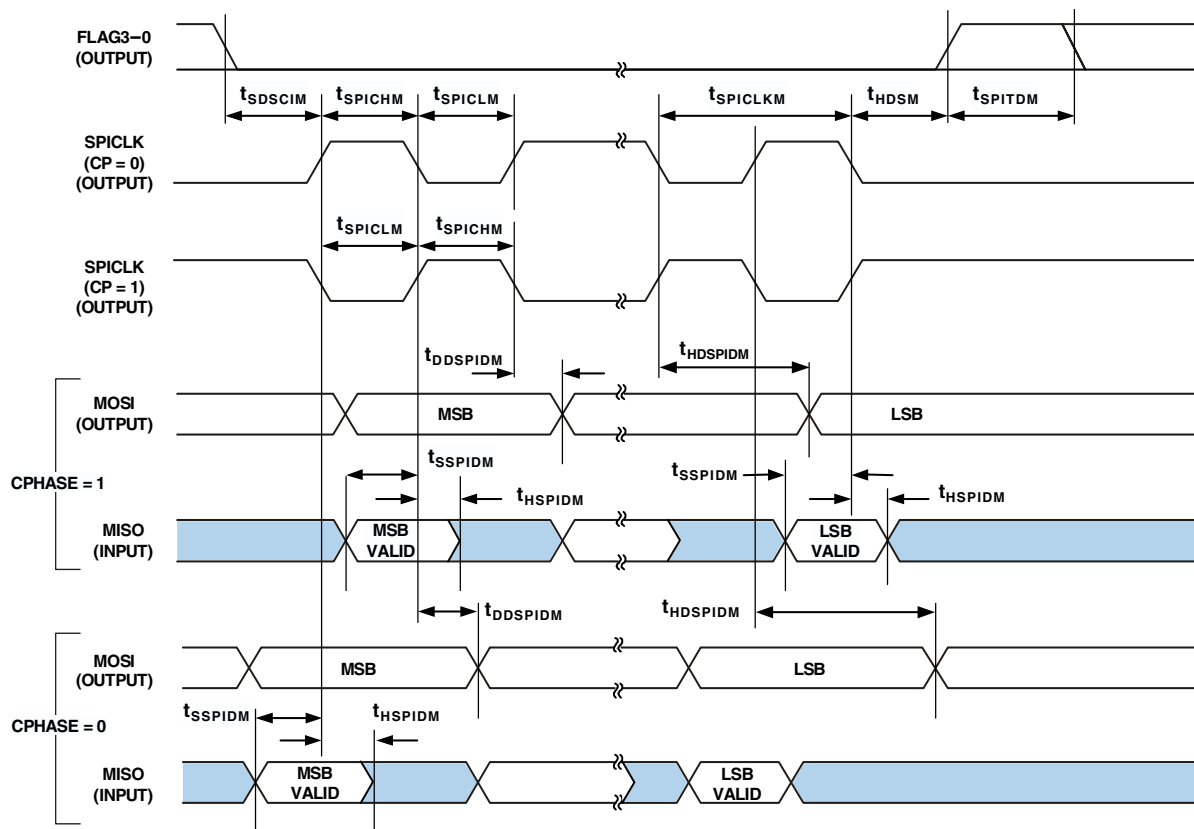 FLAG3–0
(OUTPUT)
tSDSCIM
tSPICHM
tSPICLM
tSPICLKM
tHDSM
tSPITDM
SPICLK
(CP = 0)
(OUTPUT)
tSPICLM
tSPICHM
SPICLK
(CP = 1)
(OUTPUT)
tDDSPIDM
tHDSPIDM
CPHASE = 1
MOSI
(OUTPUT)
MSB
LSB
tSSPIDM
tSSPIDM
tHSPIDM
tHSPIDM
MISO
(INPUT)
MSB
VALID
LSB
VALID
tDDSPIDM
tHDSPIDM
CPHASE = 0
MOSI
(OUTPUT)
MSB
LSB
tSSPIDM
tHSPIDM
MISO
(INPUT)
MSB
VALID
LSB
VALID